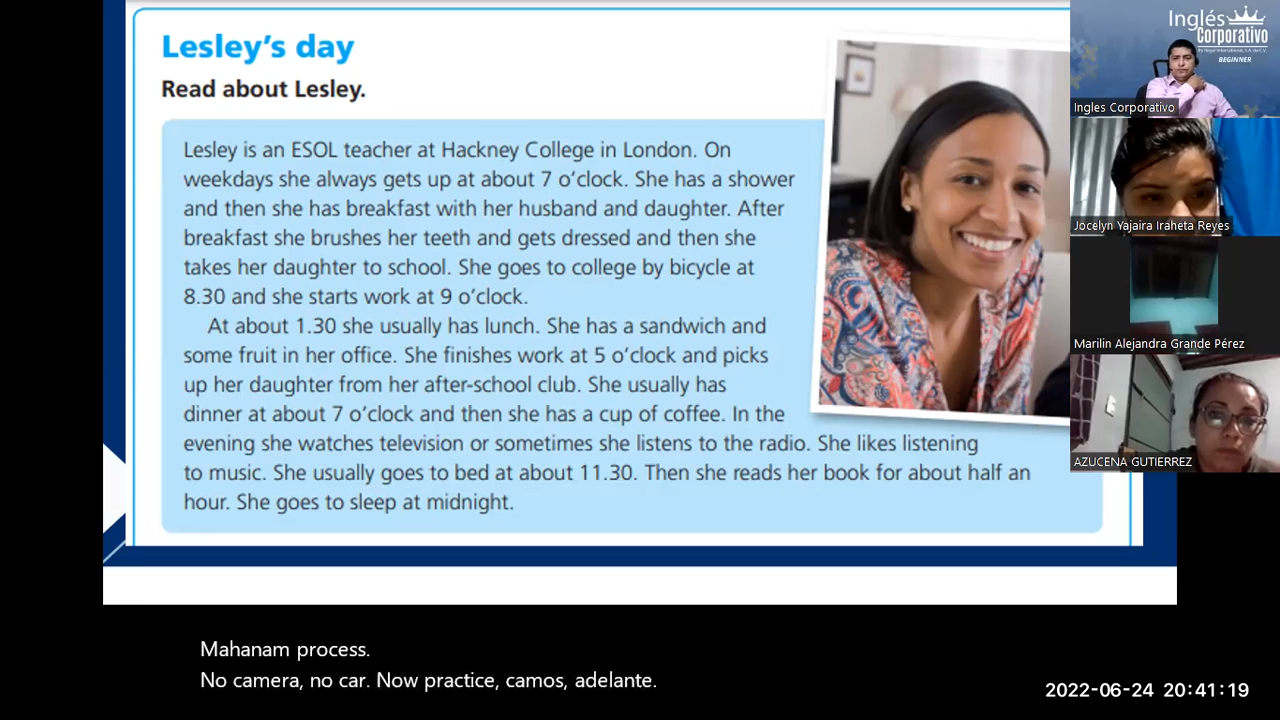 Lesley's day
Read about Lesley.
Lesley is an ESOL teacher at Hackney College in London. On
weekdays she always gets up at about 7 o'clock. She has a shower
and then she has breakfast with her husband and daughter. After
breakfast she brushes her teeth and gets dressed and then she
takes her daughter to school. She goes to college by bicycle at
8.30 and she starts work at 9 o'clock.
At about 1.30 she usually has lunch. She has a sandwich and
some fruit in her office. She finishes work at 5 o'clock and picks
up her daughter from her after-school club. She usually has
dinner at about 7 o'clock and then she has a cup of coffee. In the
evening she watches television or sometimes she listens to the radio. She likes listening
to music. She usually goes to bed at about 11.30. Then she reads her book for about half an
hour. She goes to sleep at midnight.
Inglés
Corporativo
BEGINNER
Ingles Corporativo
Jocelyn Yajaira Iraheta Reyes
Marilin Alejandra Grande Pérez
AZUCENA GUTIERREZ
Mahanam process.
No camera, no car. Now practice, camos, adelante.
2022-06-24 20:41:19